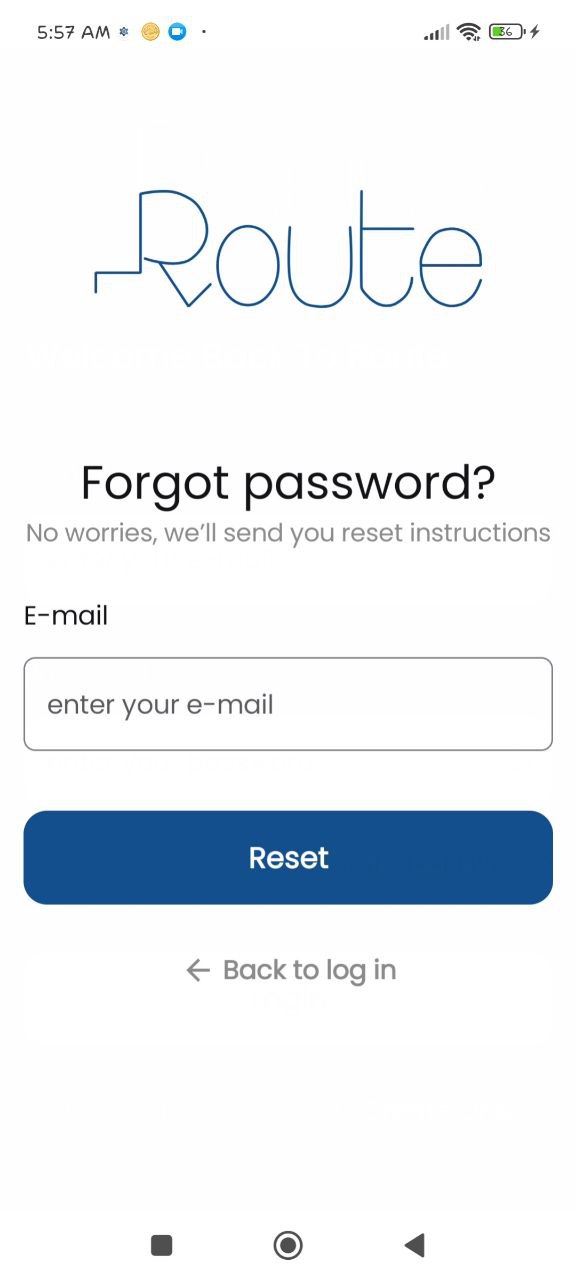 5:57 AM
36
Route
Forgot password?
No worries, we’ll send you reset instructions
E-mail
enter your e-mail
Reset
Back to log in